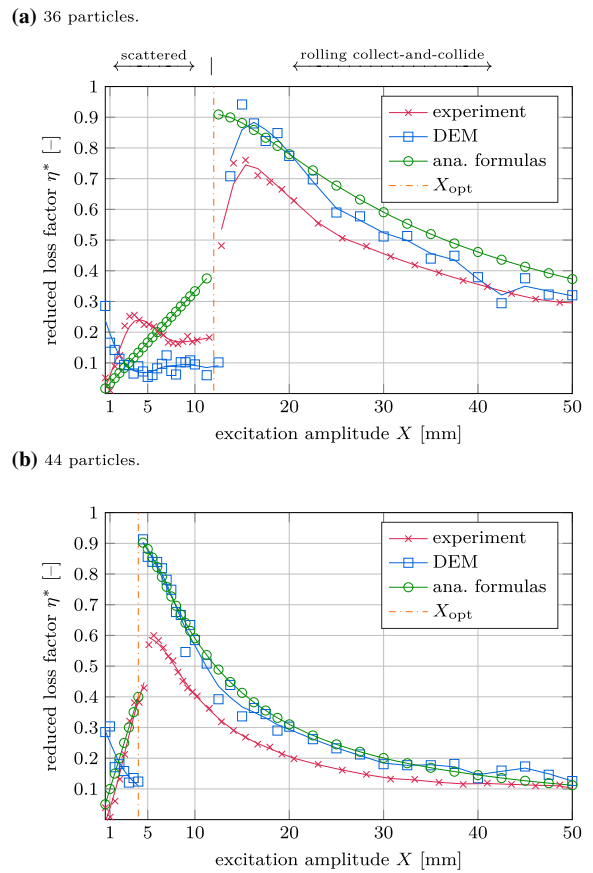 (a) 36 particles.
scattered
rolling collect-and-collide
1
0.9
0.8
0.7
0.6
0.5
0.4
0.3
0.2
0.1
reduced loss factor η* [–]
experiment
DEM
ana. formulas
X_opt
1 5 10 20 30 40 50
excitation amplitude X [mm]
(b) 44 particles.
1
0.9
0.8
0.7
0.6
0.5
0.4
0.3
0.2
0.1
reduced loss factor η* [–]
experiment
DEM
ana. formulas
X_opt
1 5 10 20 30 40 50
excitation amplitude X [mm]